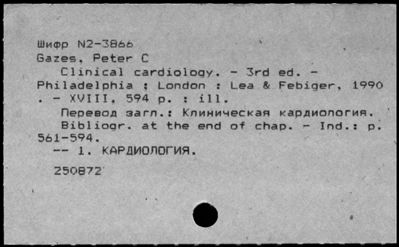 Шифр N2-3866
Gazes, Peter C
Clinical cardiology. - 3rd ed. -
Philadelphia : London : Lea & Febiger, 1990
. - XVIII, 594 p. : ill.
Перевод загл.: Клиническая кардиология.
Bibliogr. at the end of chap. - Ind.: p.
561-594.
-- 1. КАРДИОЛОГИЯ.
250872